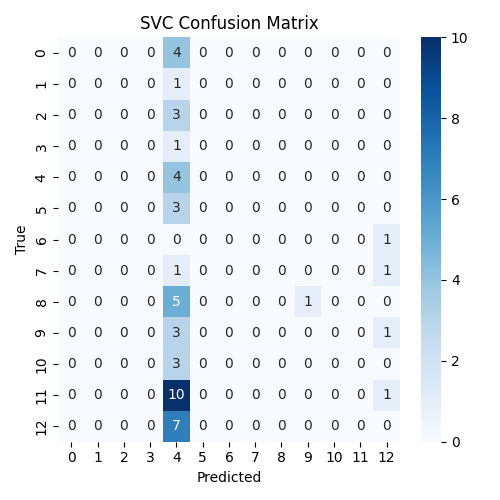 SVC Confusion Matrix
0 0 0 0 0 4 0 0 0 0 0 0 0 0
1 0 0 0 0 1 0 0 0 0 0 0 0 0
2 0 0 0 0 3 0 0 0 0 0 0 0 0
3 0 0 0 0 1 0 0 0 0 0 0 0 0
4 0 0 0 0 4 0 0 0 0 0 0 0 0
5 0 0 0 0 3 0 0 0 0 0 0 0 0
6 0 0 0 0 0 0 0 0 0 0 0 0 1
7 0 0 0 0 1 0 0 0 0 0 0 0 1
8 0 0 0 0 5 0 0 0 0 1 0 0 0
9 0 0 0 0 3 0 0 0 0 0 0 0 1
10 0 0 0 0 3 0 0 0 0 0 0 0 0
11 0 0 0 0 10 0 0 0 0 0 0 0 1
12 0 0 0 0 7 0 0 0 0 0 0 0 0
0 1 2 3 4 5 6 7 8 9 10 11 12
Predicted
True
10
8
6
4
2
0